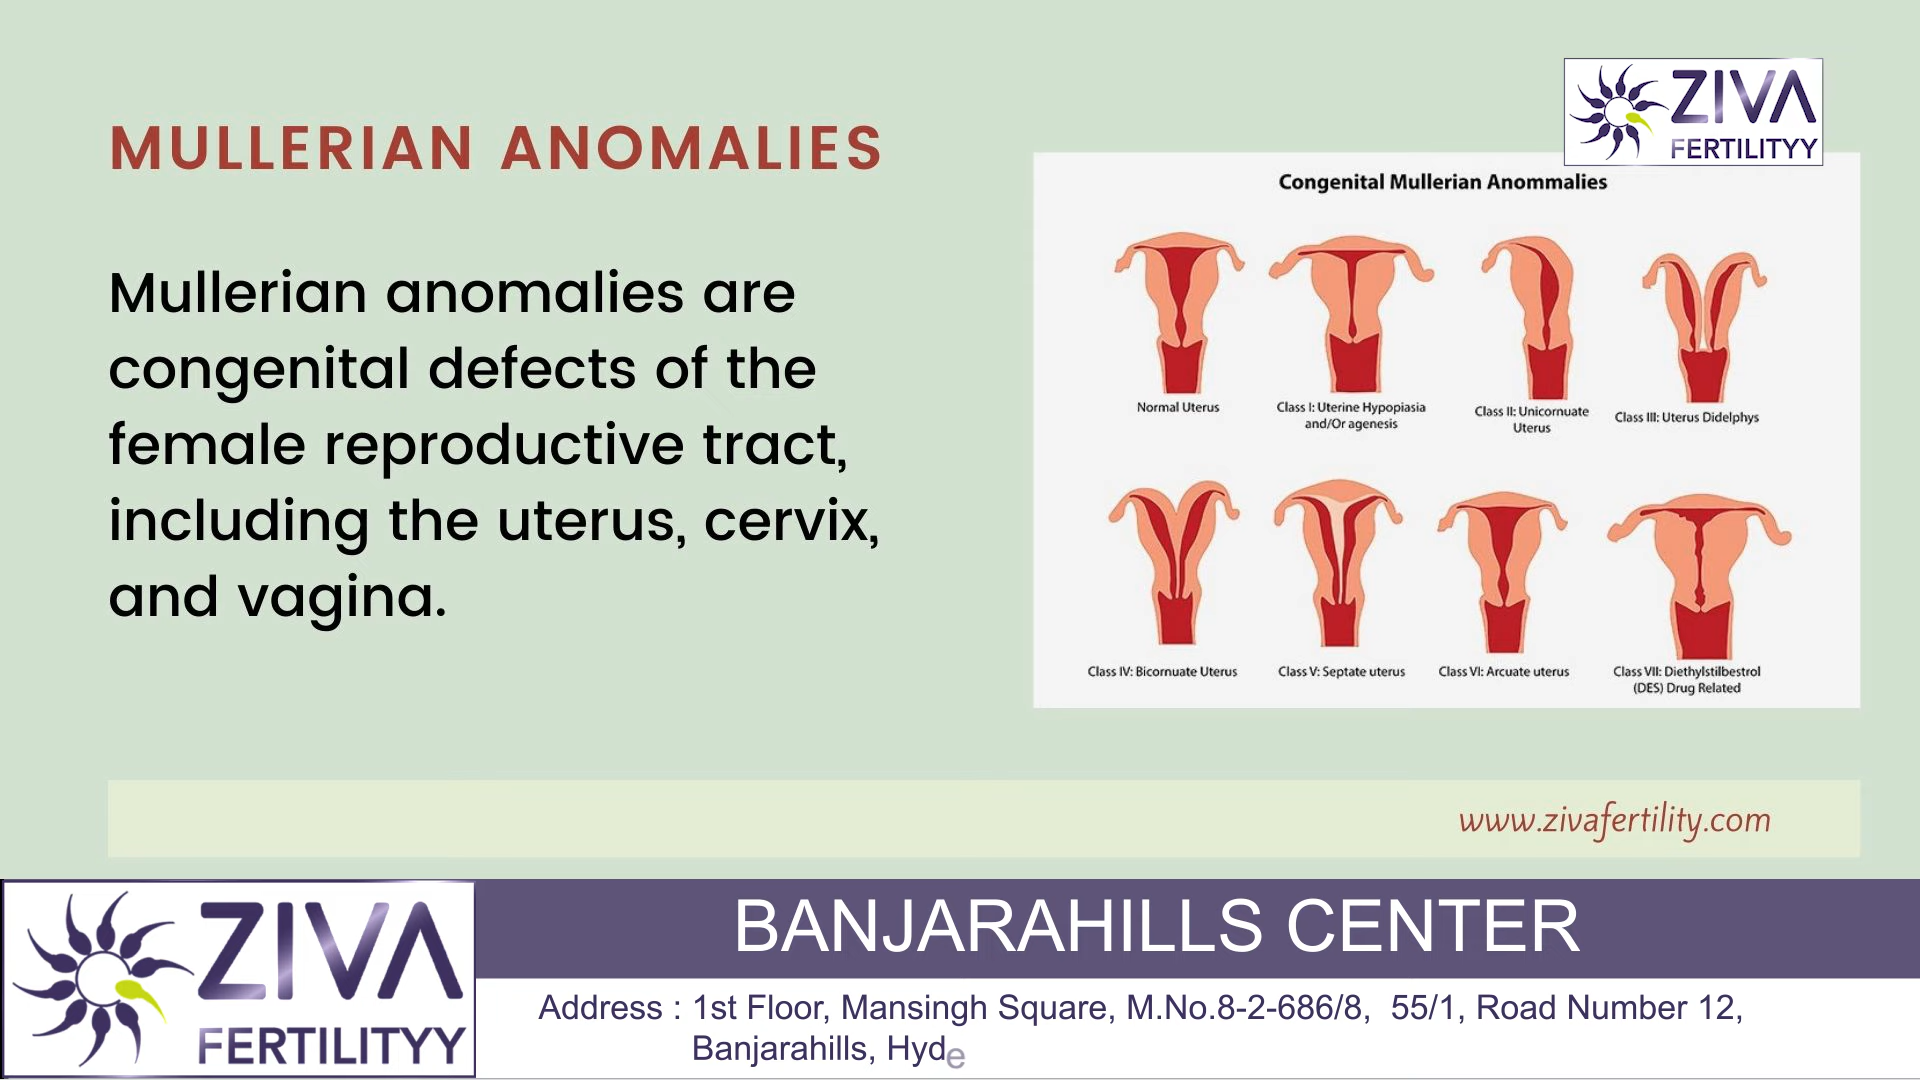 ZIVA
FERTILITYY
MULLERIAN ANOMALIES
Mullerian anomalies are
congenital defects of the
female reproductive tract,
including the uterus, cervix,
and vagina.
Congenital Mullerian Anommalies
Normal Uterus
Class I: Uterine Hypopiasia
and/Or agenesis
Class II: Unicornuate
Uterus
Class III: Uterus Didelphys
Class IV: Bicornuate Uterus
Class V: Septate uterus
Class VI: Arcuate uterus
Class VII: Diethylstilbestrol
(DES) Drug Related
www.zivafertility.com
ZIVA
FERTILITYY
BANJARAHILLS CENTER
Address : 1st Floor, Mansingh Square, M.No.8-2-686/8, 55/1, Road Number 12,
Banjarahills, Hyde